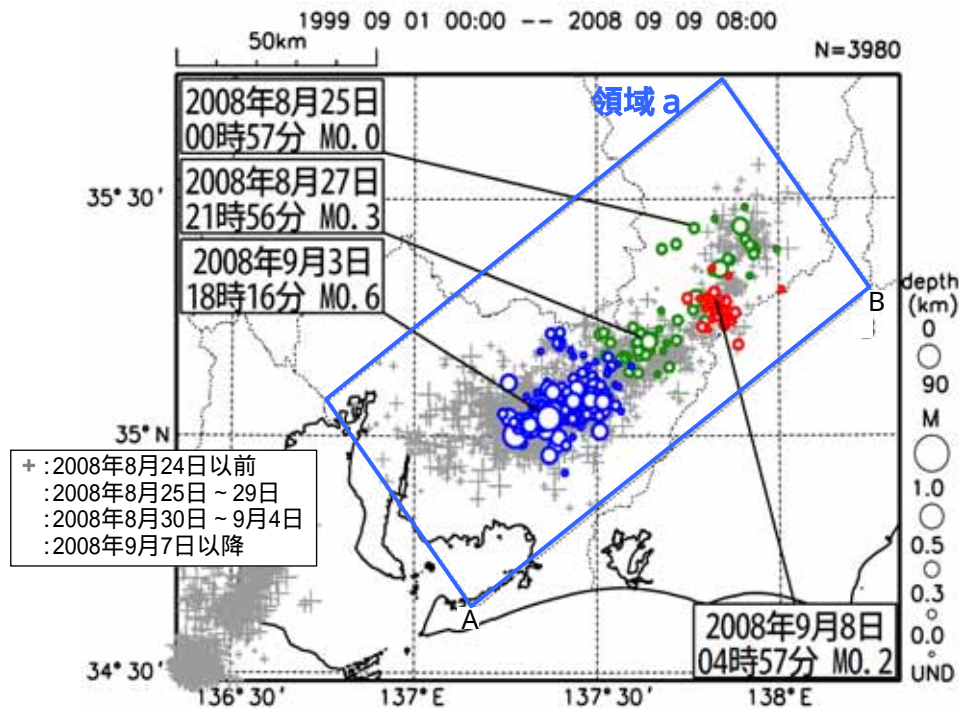 1999 09 01 00:00 -- 2008 09 09 08:00
50km
N=3980
2008年8月25日
00時57分 M0.0
領域a
2008年8月27日
21時56分 M0.3
35°30'
2008年9月3日
18時16分 M0.6
depth
(km)
0
90
B
M
35°N
+:2008年8月24日以前
:2008年8月25日~29日
:2008年8月30日~9月4日
:2008年9月7日以降
1.0
0.5
0.3
0.0
UND
A
2008年9月8日
04時57分 M0.2
34°30'
136°30'
137°E
137°30'
138°E